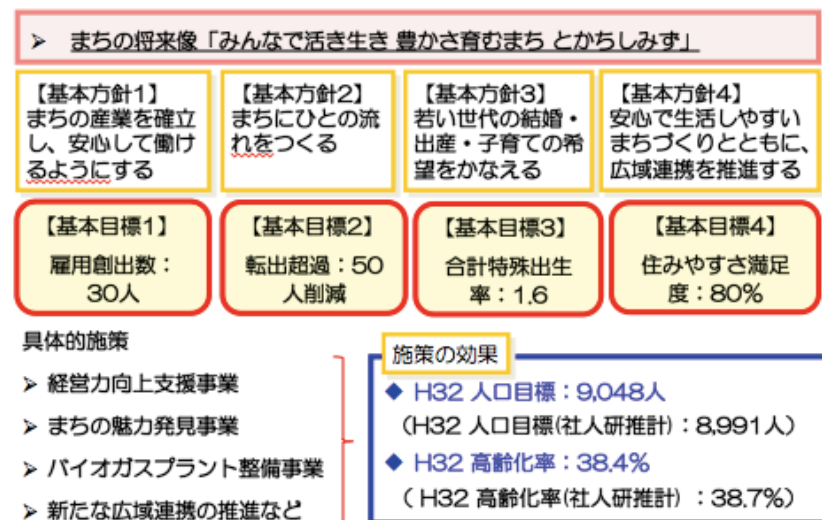 ➢ まちの将来像「みんなで活き生き 豊かさ育むまち とかちしみず」
【基本方針1】
まちの産業を確立
し、安心して働け
るようにする
【基本方針2】
まちにひとの流
れをつくる
【基本方針3】
若い世代の結婚・
出産・子育ての希
望をかなえる
【基本方針4】
安心で生活しやすい
まちづくりとともに、
広域連携を推進する
【基本目標1】
雇用創出数：
30人
【基本目標2】
転出超過：50
人削減
【基本目標3】
合計特殊出生
率：1.6
【基本目標4】
住みやすさ満足
度：80%
具体的施策
➢ 経営力向上支援事業
➢ まちの魅力発見事業
➢ バイオガスプラント整備事業
➢ 新たな広域連携の推進など
施策の効果
◆ H32 人口目標：9,048人
（H32 人口目標(社人研推計)：8,991人）
◆ H32 高齢化率：38.4%
（ H32 高齢化率(社人研推計) ：38.7%）